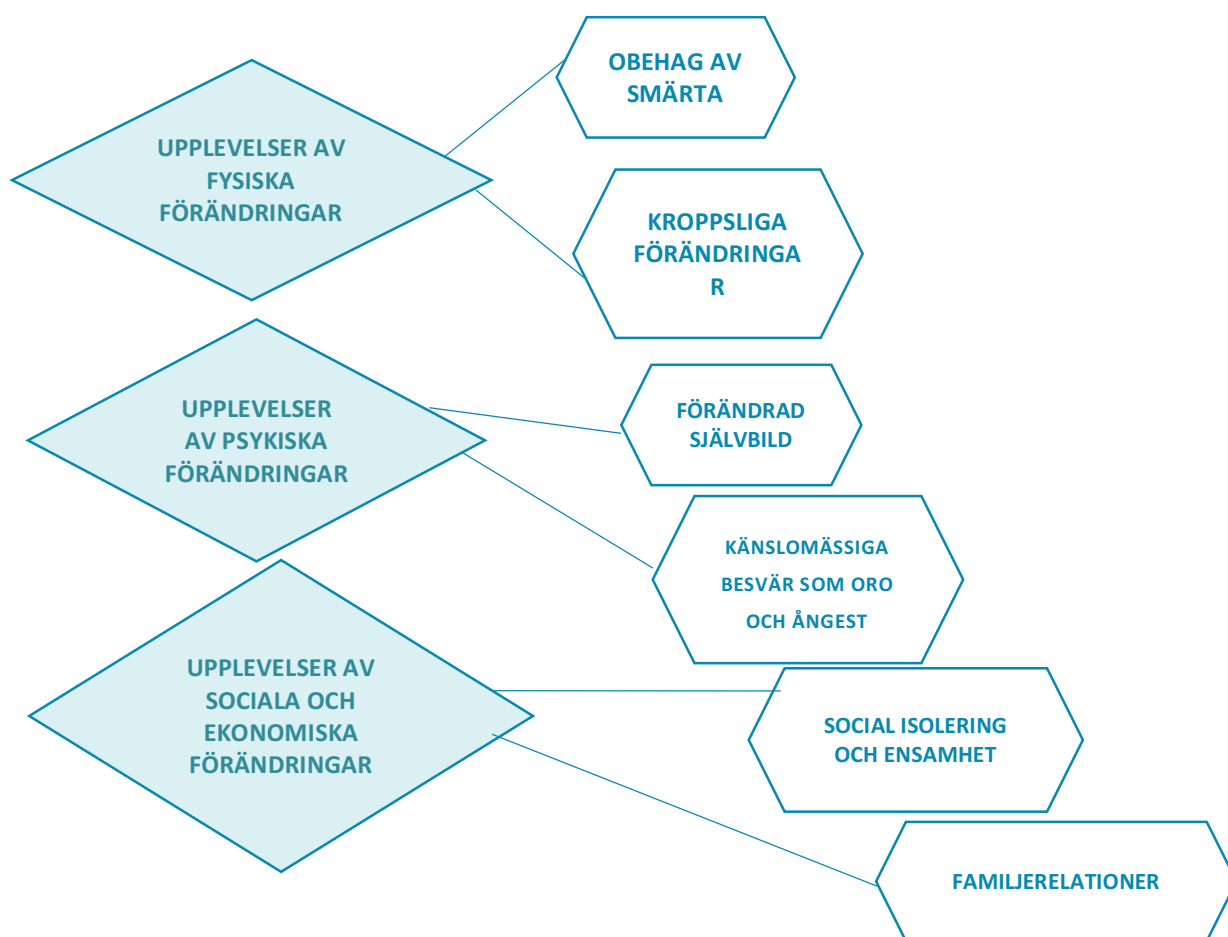 OBEHAG AV
SMÄRTA
UPPLEVELSER AV
FYSISKA
FÖRÄNDRINGAR
KROPPSLIGA
FÖRÄNDRINGA
R
UPPLEVELSER
AV PSYKISKA
FÖRÄNDRINGAR
FÖRÄNDRAD
SJÄLVBILD
KÄNSLOMÄSSIGA
BESVÄR SOM ORO
OCH ÅNGEST
UPPLEVELSER AV
SOCIALA OCH
EKONOMISKA
FÖRÄNDRINGAR
SOCIAL ISOLERING
OCH ENSAMHET
FAMILJERELATIONER